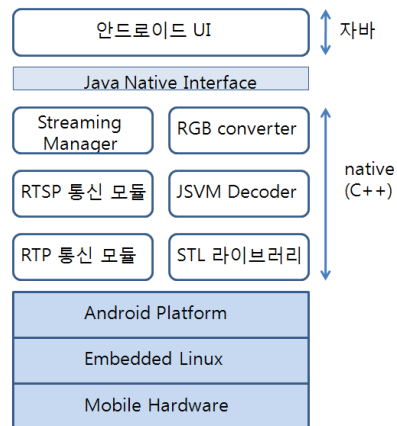 안드로이드 UI
자바
Java Native Interface
Streaming
Manager
RGB converter
native
(C++)
RTSP 통신 모듈
JSVM Decoder
RTP 통신 모듈
STL 라이브러리
Android Platform
Embedded Linux
Mobile Hardware